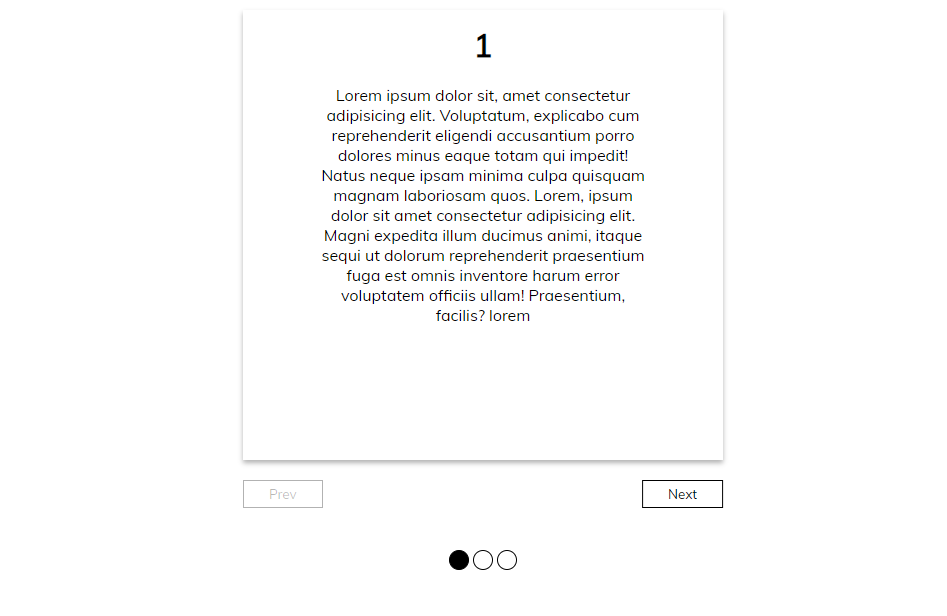 1
Lorem ipsum dolor sit, amet consectetur
adipisicing elit. Voluptatum, explicabo cum
reprehenderit eligendi accusantium porro
dolores minus eaque totam qui impedit!
Natus neque ipsam minima culpa quisquam
magnam laboriosam quos. Lorem, ipsum
dolor sit amet consectetur adipisicing elit.
Magni expedita illum ducimus animi, itaque
sequi ut dolorum reprehenderit praesentium
fuga est omnis inventore harum error
voluptatem officiis ullam! Praesentium,
facilis? lorem
Prev
Next